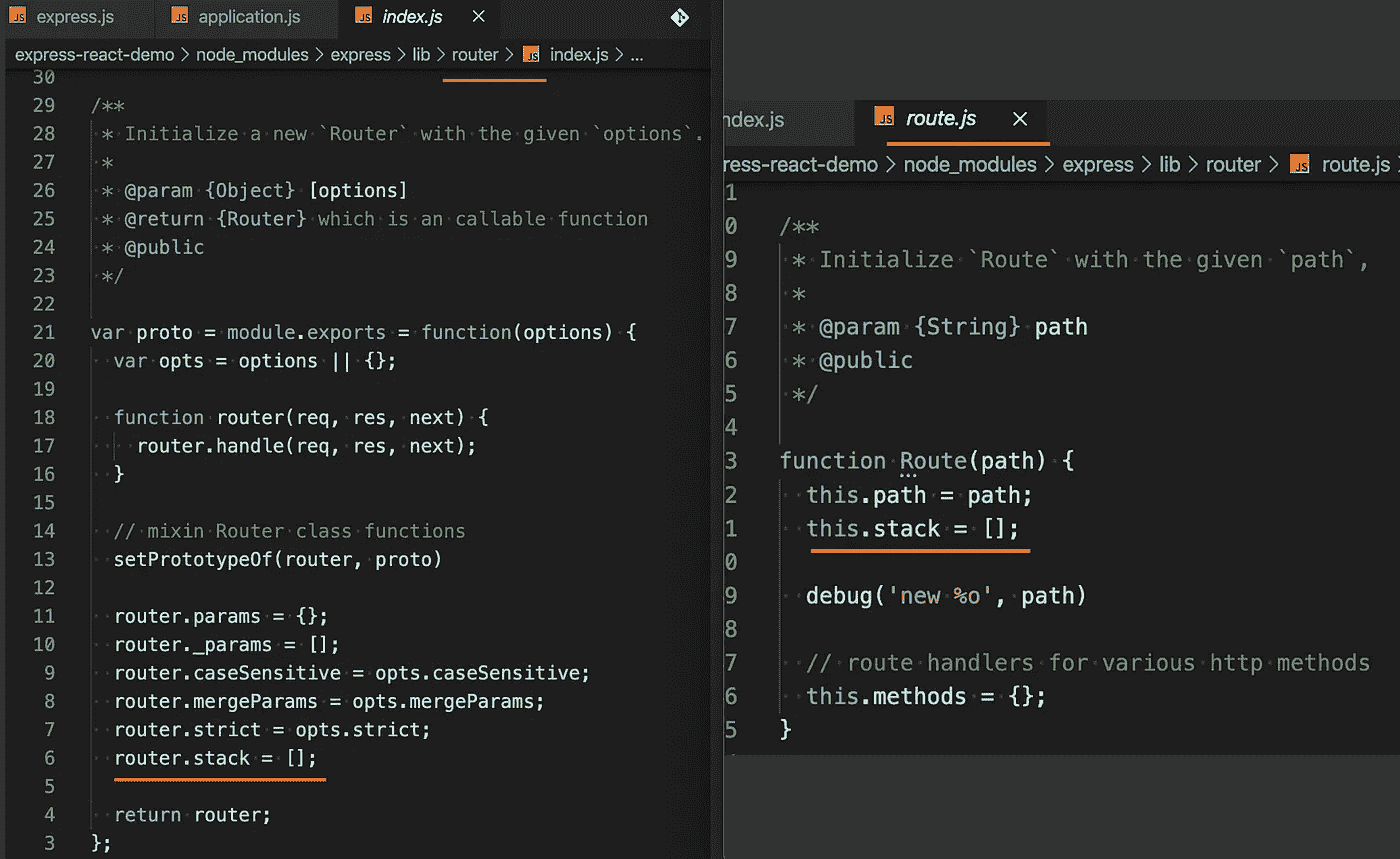 express.js
application.js
index.js
express-react-demo > node_modules > express > lib > router > index.js > ...
30
29 /**
28 * Initialize a new `Router` with the given `options`.
27 *
26 * @param {Object} [options]
25 * @return {Router} which is an callable function
24 * @public
23 */
22
21 var proto = module.exports = function(options) {
20 var opts = options || {};
19
18 function router(req, res, next) {
17 router.handle(req, res, next);
16 }
15
14 // mixin Router class functions
13 setPrototypeOf(router, proto)
12
11 router.params = {};
10 router._params = [];
9 router.caseSensitive = opts.caseSensitive;
8 router.mergeParams = opts.mergeParams;
7 router.strict = opts.strict;
6 router.stack = [];
5
4 return router;
3 };
ndex.js
route.js
ress-react-demo > node_modules > express > lib > router > route.js >
1
0 /**
9 * Initialize `Route` with the given `path`,
8 *
7 * @param {String} path
6 * @public
5 */
4
3 function Route(path) {
2 this.path = path;
1 this.stack = [];
0
9 debug('new %o', path)
8
7 // route handlers for various http methods
6 this.methods = {};
5 }